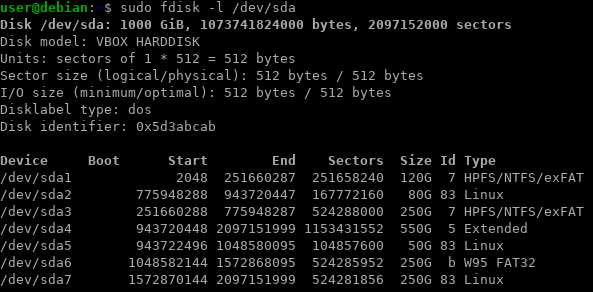 user@debian:~$ sudo fdisk -l /dev/sda
Disk /dev/sda: 1000 GiB, 1073741824000 bytes, 2097152000 sectors
Disk model: VBOX HARDDISK
Units: sectors of 1 * 512 = 512 bytes
Sector size (logical/physical): 512 bytes / 512 bytes
I/O size (minimum/optimal): 512 bytes / 512 bytes
Disklabel type: dos
Disk identifier: 0x5d3abcab

Device     Boot      Start        End    Sectors  Size Id Type
/dev/sda1             2048  251660287  251658240  120G  7 HPFS/NTFS/exFAT
/dev/sda2        775948288  943720447  167772160   80G 83 Linux
/dev/sda3        251660288  775948287  524288000  250G  7 HPFS/NTFS/exFAT
/dev/sda4        943720448 2097151999 1153431552  550G  5 Extended
/dev/sda5        943722496 1048580095  104857600   50G 83 Linux
/dev/sda6       1048582144 1572868095  524285952  250G  b W95 FAT32
/dev/sda7       1572870144 2097151999  524281856  250G 83 Linux